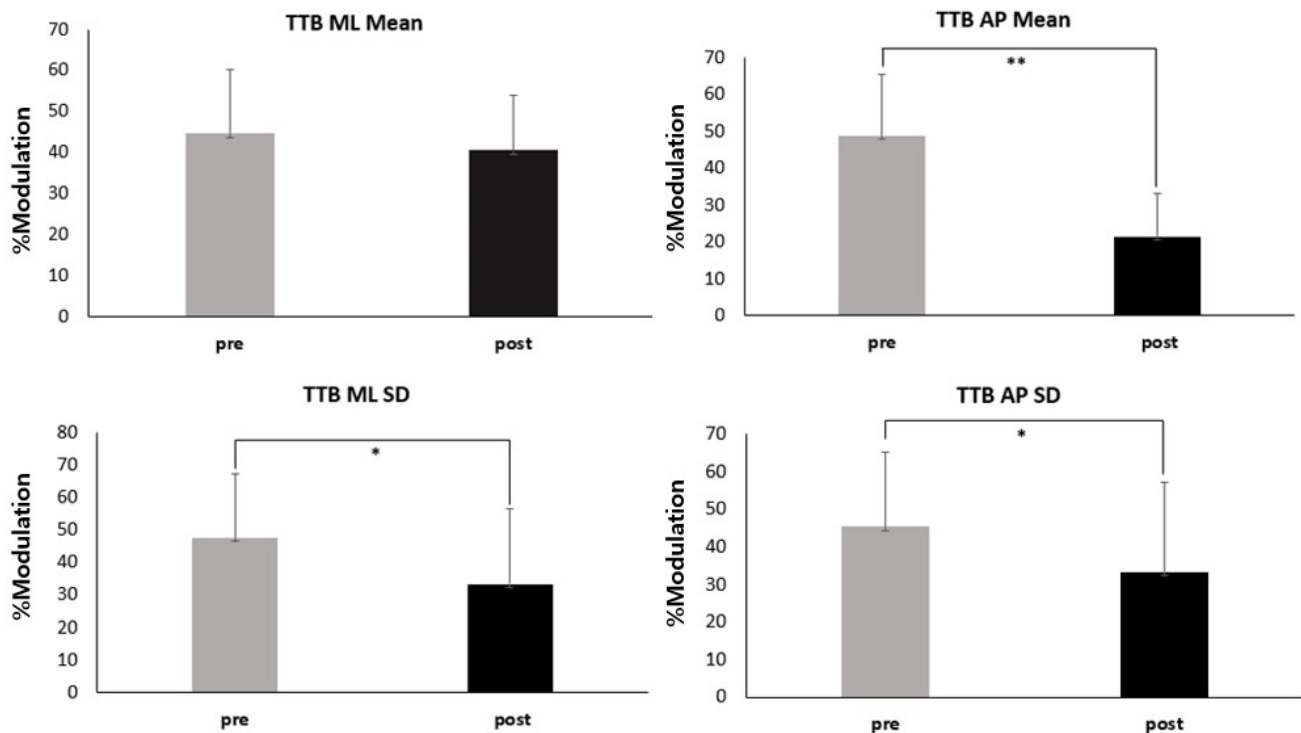 TTB ML Mean
%Modulation
70
60
50
40
30
20
10
0
pre
post
TTB AP Mean
%Modulation
70
60
50
40
30
20
10
0
**
pre
post
TTB ML SD
%Modulation
80
70
60
50
40
30
20
10
0
*
pre
post
TTB AP SD
%Modulation
70
60
50
40
30
20
10
0
*
pre
post